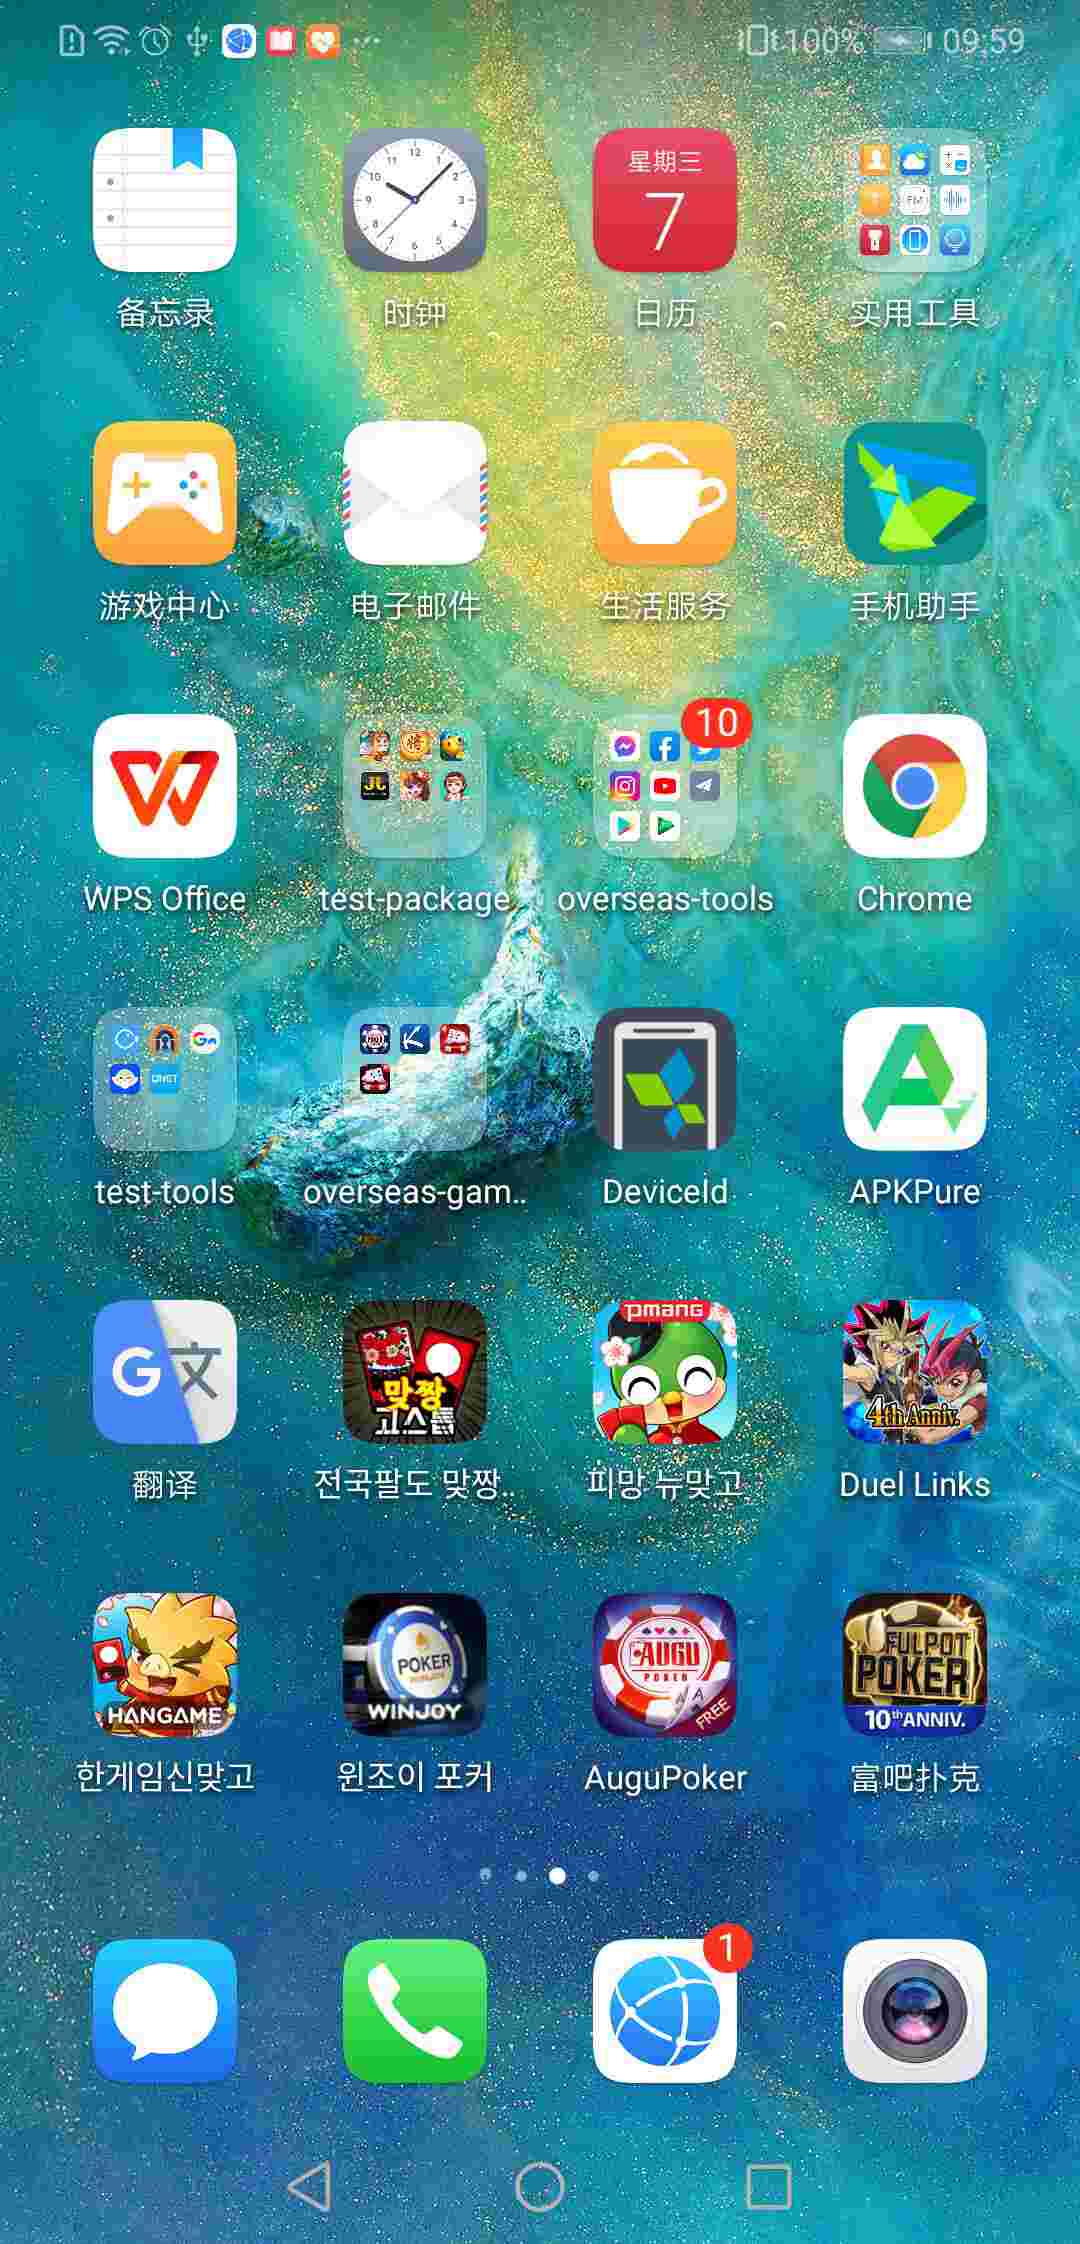 100% 09:59
星期三
7
备忘录
时钟
日历
实用工具
游戏中心
电子邮件
生活服务
手机助手
10
WPS Office
test-package
overseas-tools
Chrome
test-tools
overseas-gam..
DeviceId
APKPure
G文
맞짱
고스톱
pmang
4th Anniv.
翻译
전국팔도 맞짱..
피망 뉴맞고
Duel Links
HANGAME
POKER
WINJOY
AUGU
POKER
FREE
FULPOT
POKER
10th ANNIV.
한게임신맞고
윈조이 포커
AuguPoker
富吧扑克
1